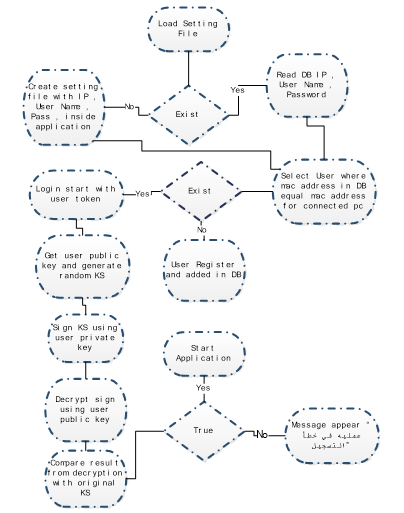 Load Setting
File
Exist
Yes
No
Read DB IP ,
User Name ,
Password
Create setting
file with IP ,
User Name ,
Pass , inside
application
Select User where
mac address in DB
equal mac address
for connected pc
Exist
Yes
No
Login start with
user token
User Register
and added in DB
Get user public
key and generate
random KS
Sign KS using
user private
key
Decrypt sign
using user
public key
Compare result
from decryption
with original
KS
True
Yes
No
Start
Application
Message appear "
عمليه في خطأ
التسجيل"